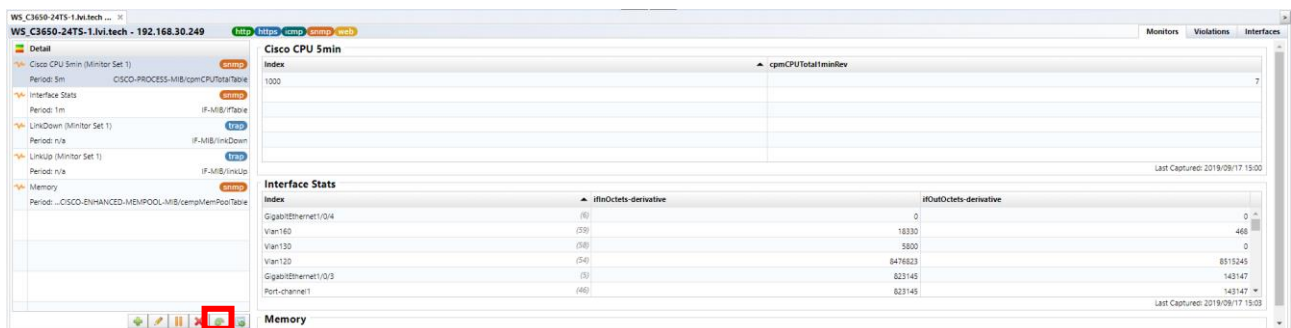 WS_C3650-24TS-1.lvi.tech ...
WS_C3650-24TS-1.lvi.tech - 192.168.30.249 http https icmp snmp web Monitors Violations Interfaces
Detail
Cisco CPU 5min (Minitor Set 1) snmp
Period: 5m CISCO-PROCESS-MIB/cpmCPUTotalTable
Interface Stats snmp
Period: 1m IF-MIB/ifTable
LinkDown (Minitor Set 1) trap
Period: n/a IF-MIB/linkDown
LinkUp (Minitor Set 1) trap
Period: n/a IF-MIB/linkUp
Memory snmp
Period: ...CISCO-ENHANCED-MEMPOOL-MIB/cempMemPoolTable
Cisco CPU 5min
Index cpmCPUTotal1minRev
1000 7
Last Captured: 2019/09/17 15:00
Interface Stats
Index ifInOctets-derivative ifOutOctets-derivative
GigabitEthernet1/0/4 (6) 0 0
Vlan160 (59) 18330 468
Vlan130 (58) 5800 0
Vlan120 (54) 8476823 8515245
GigabitEthernet1/0/3 (5) 823145 143147
Port-channel1 (46) 823145 143147
Last Captured: 2019/09/17 15:03
Memory